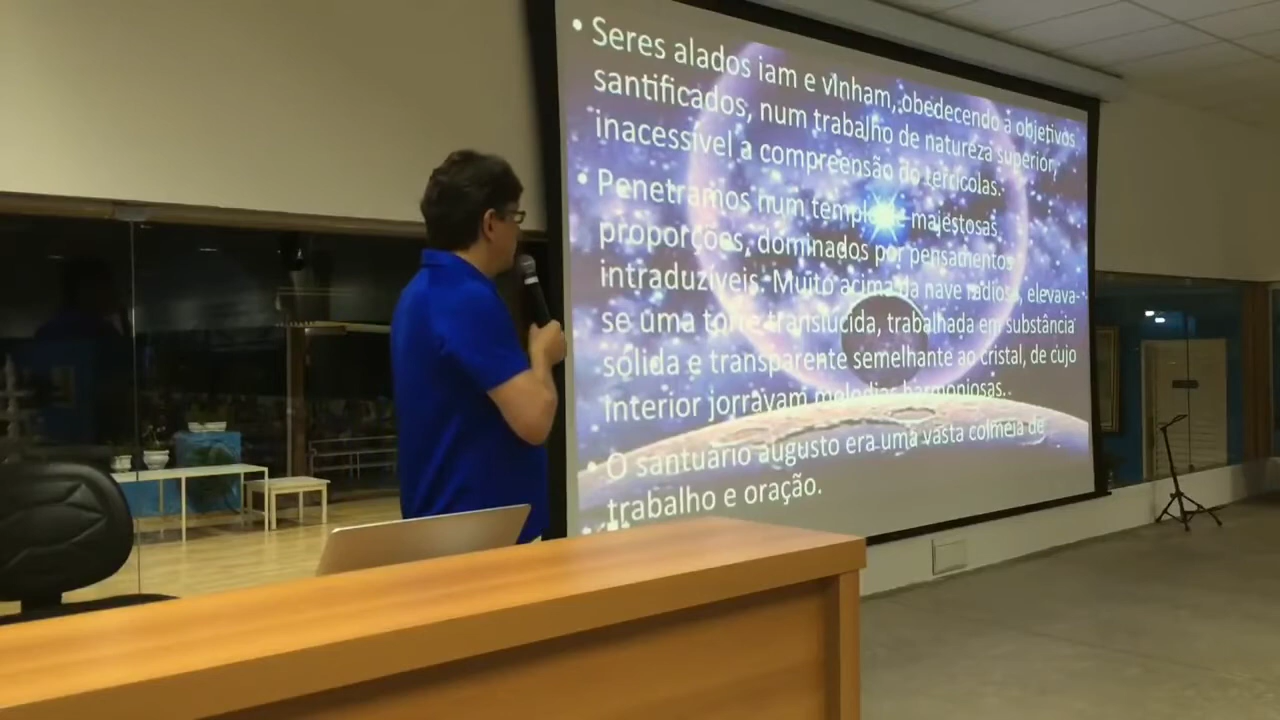 • Seres alados iam e vinham, obedecendo a objetivos
santificados, num trabalho de natureza superior,
inacessível a compreensão do terrícolas.
• Penetramos num templo de majestosas
proporções, dominados por pensamentos
intraduzíveis. Muito acima da nave radiosa, elevava-
se uma torre translúcida, trabalhada em substância
sólida e transparente semelhante ao cristal, de cujo
interior jorravam melodias harmoniosas..
• O santuário augusto era uma vasta colmeia de
trabalho e oração.